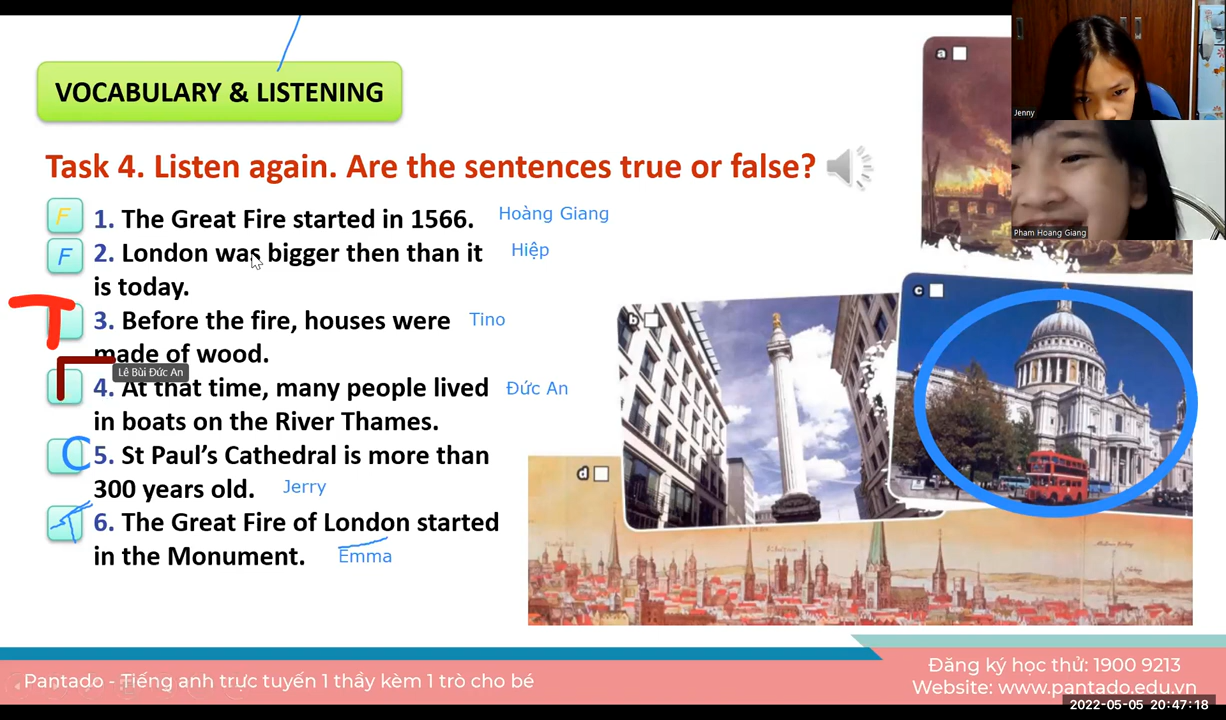 VOCABULARY & LISTENING
Task 4. Listen again. Are the sentences true or false?
F 1. The Great Fire started in 1566. Hoàng Giang
F 2. London was bigger then than it Hiệp
is today.
T 3. Before the fire, houses were Tino
made of wood.
Lê Bùi Đức An
4. At that time, many people lived Đức An
in boats on the River Thames.
C 5. St Paul's Cathedral is more than
300 years old. Jerry
T 6. The Great Fire of London started
in the Monument. Emma
a
b
c
d
Jenny
Pham Hoang Giang
Pantado - Tiếng anh trực tuyến 1 thầy kèm 1 trò cho bé
Đăng ký học thử: 1900 9213
Website: www.pantado.edu.vn
2022-05-05 20:47:18